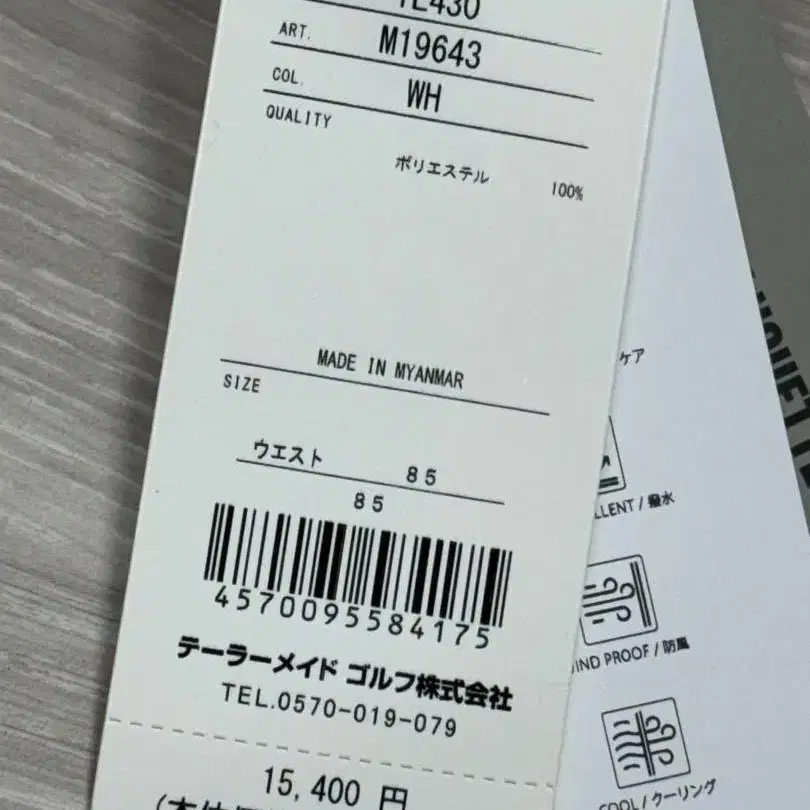 TL430
ART. M19643
COL. WH
QUALITY
ポリエステル 100%
MADE IN MYANMAR
SIZE
ウエスト 85
85
4570095584175
テーラーメイド ゴルフ株式会社
TEL.0570-019-079
15,400 円
ケア
LLENT / 撥水
IND PROOF / 防風
COOL / クーリング